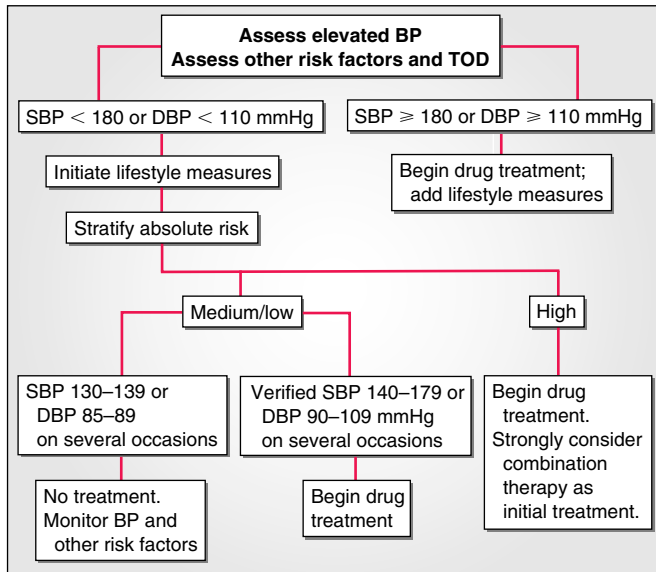 Assess elevated BP
Assess other risk factors and TOD
SBP < 180 or DBP < 110 mmHg
SBP ⩾ 180 or DBP ⩾ 110 mmHg
Initiate lifestyle measures
Begin drug treatment;
add lifestyle measures
Stratify absolute risk
Medium/low
High
SBP 130–139 or
DBP 85–89
on several occasions
Verified SBP 140–179 or
DBP 90–109 mmHg
on several occasions
Begin drug
treatment.
Strongly consider
combination
therapy as
initial treatment.
No treatment.
Monitor BP and
other risk factors
Begin drug
treatment